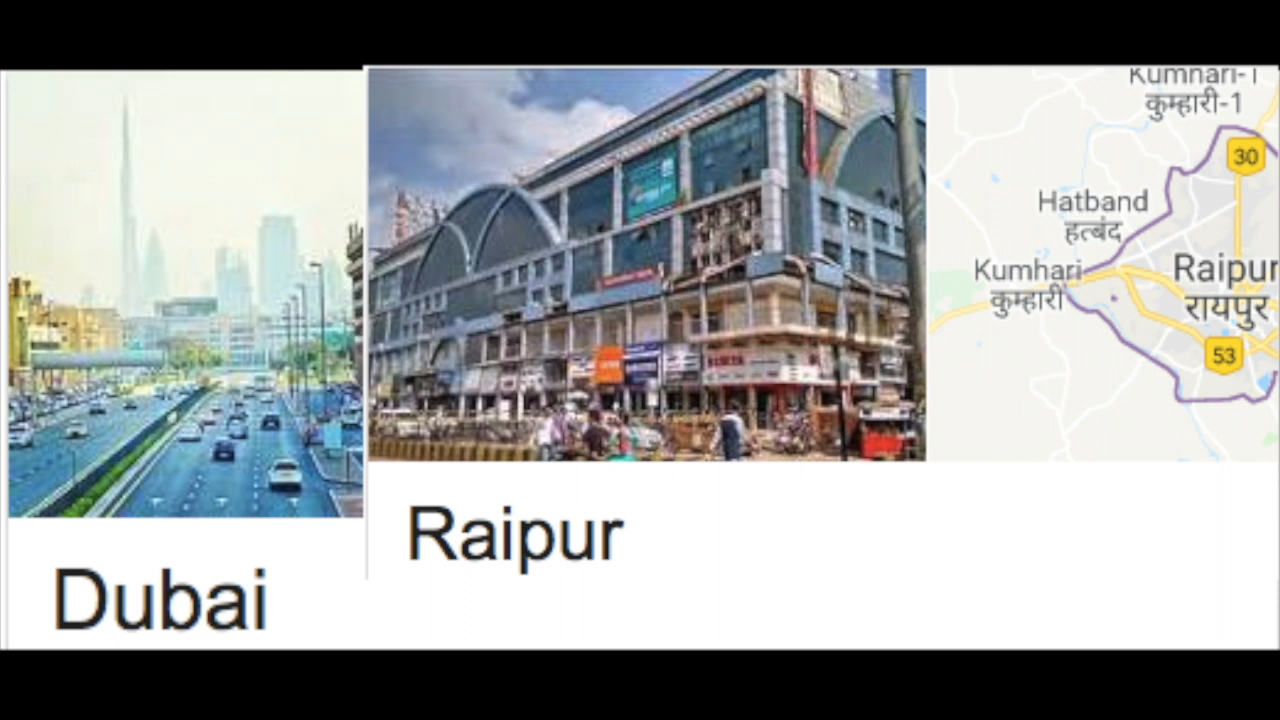 Kumhari-1
कुम्हारी-1
30
Hatband
हत्बंद
Kumhari
कुम्हारी
Raipur
रायपुर
53
Raipur
Dubai